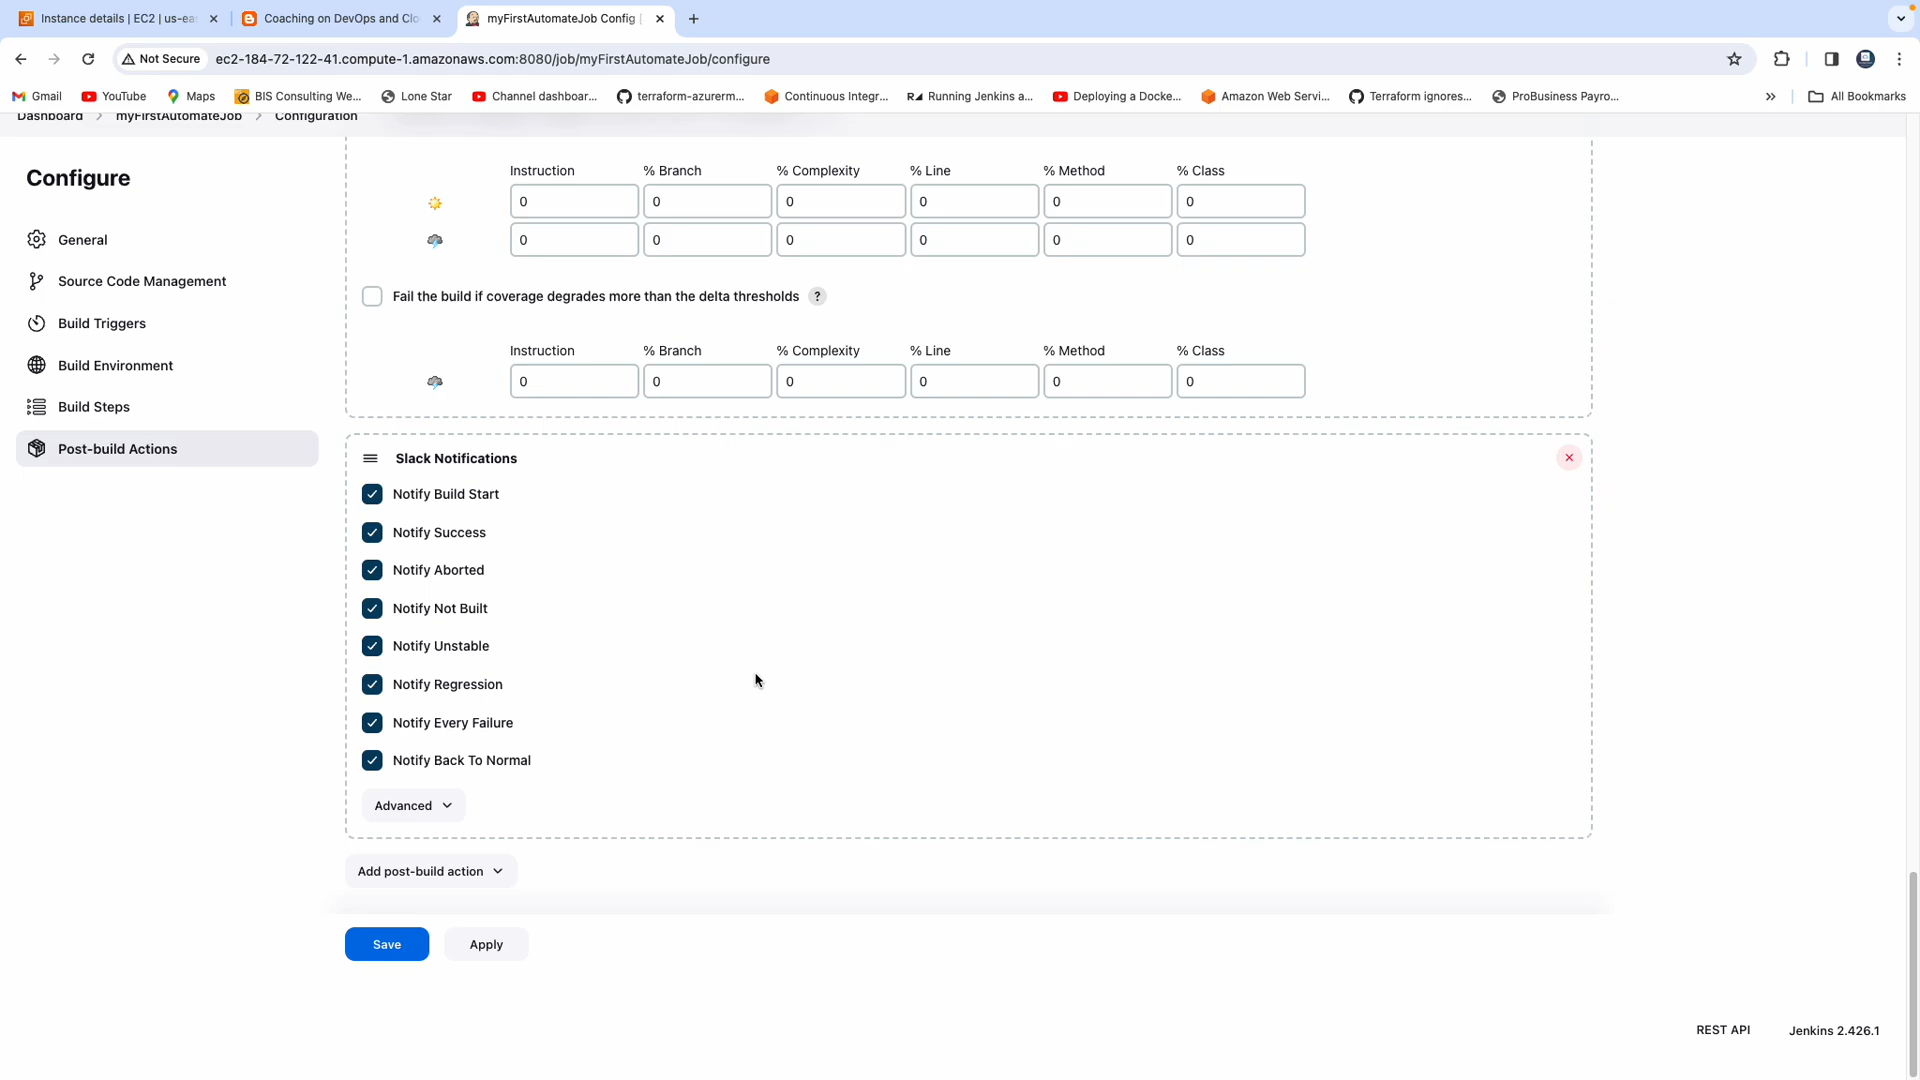 Instance details | EC2 | us-eas
Coaching on DevOps and Clo
myFirstAutomateJob Config [
Not Secure
ec2-184-72-122-41.compute-1.amazonaws.com:8080/job/myFirstAutomateJob/configure
Gmail
YouTube
Maps
BIS Consulting We...
Lone Star
Channel dashboar...
terraform-azurerm...
Continuous Integr...
RA Running Jenkins a...
Deploying a Docke...
Amazon Web Servi...
Terraform ignores...
ProBusiness Payro...
All Bookmarks
Dashboard > myFirstAutomateJob > Configuration
Configure
General
Source Code Management
Build Triggers
Build Environment
Build Steps
Post-build Actions
Instruction % Branch % Complexity % Line % Method % Class
0 0 0 0 0 0
0 0 0 0 0 0
Fail the build if coverage degrades more than the delta thresholds ?
Instruction % Branch % Complexity % Line % Method % Class
0 0 0 0 0 0
Slack Notifications
Notify Build Start
Notify Success
Notify Aborted
Notify Not Built
Notify Unstable
Notify Regression
Notify Every Failure
Notify Back To Normal
Advanced
Add post-build action
Save Apply
REST API Jenkins 2.426.1